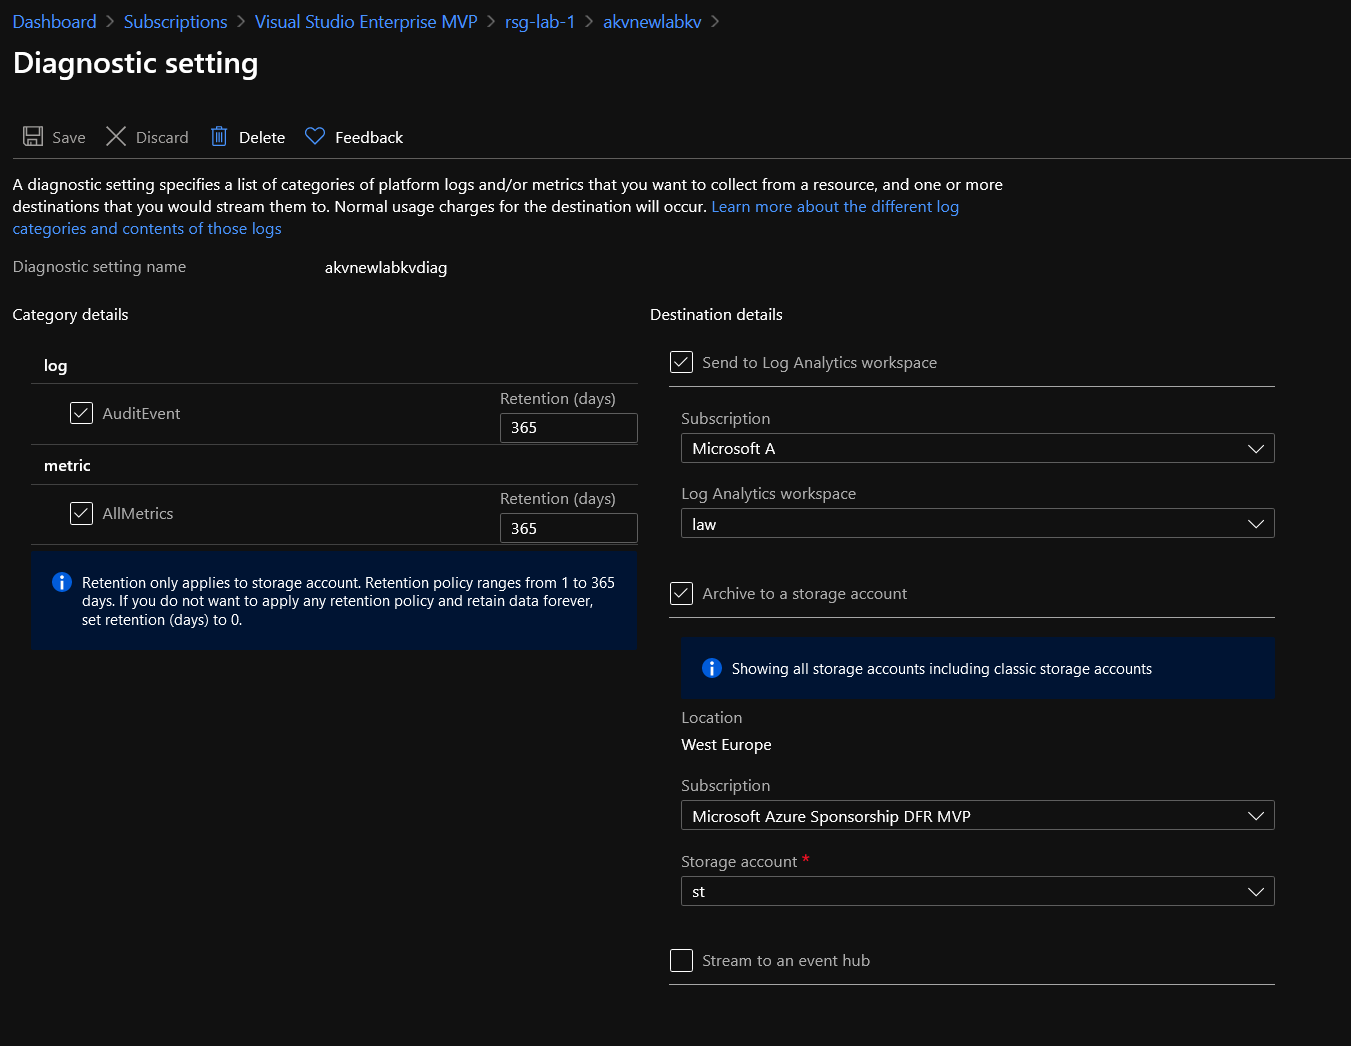 Dashboard > Subscriptions > Visual Studio Enterprise MVP > rsg-lab-1 > akvnewlabkv >
Diagnostic setting
Save Discard Delete Feedback
A diagnostic setting specifies a list of categories of platform logs and/or metrics that you want to collect from a resource, and one or more
destinations that you would stream them to. Normal usage charges for the destination will occur. Learn more about the different log
categories and contents of those logs
Diagnostic setting name akvnewlabkvdiag
Category details
log
AuditEvent
Retention (days)
365
metric
AllMetrics
Retention (days)
365
Retention only applies to storage account. Retention policy ranges from 1 to 365
days. If you do not want to apply any retention policy and retain data forever,
set retention (days) to 0.
Destination details
Send to Log Analytics workspace
Subscription
Microsoft A
Log Analytics workspace
law
Archive to a storage account
Showing all storage accounts including classic storage accounts
Location
West Europe
Subscription
Microsoft Azure Sponsorship DFR MVP
Storage account *
st
Stream to an event hub